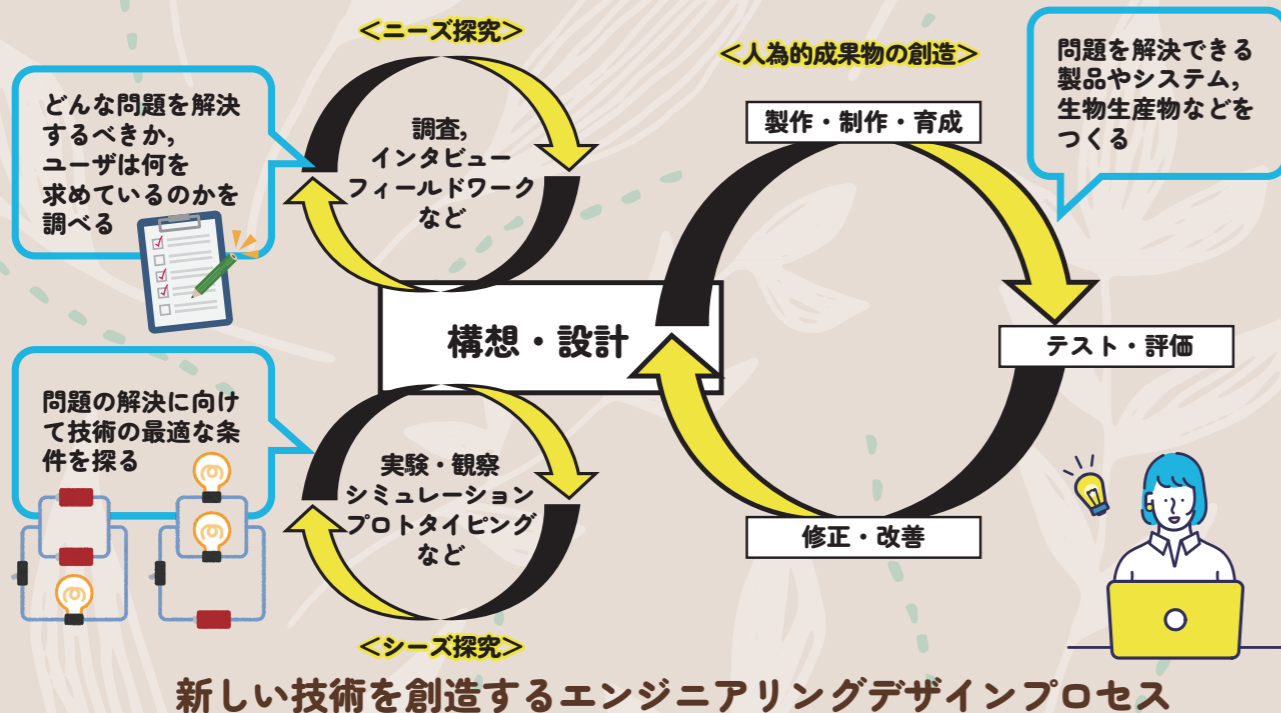 ＜ニーズ探究＞
どんな問題を解決
するべきか，
ユーザは何を
求めているのかを
調べる
調査，
インタビュー
フィールドワーク
など
＜人為的成果物の創造＞
問題を解決できる
製品やシステム，
生物生産物などを
つくる
製作・制作・育成
構想・設計
テスト・評価
問題の解決に向け
て技術の最適な条
件を探る
実験・観察
シミュレーション
プロトタイピング
など
修正・改善
＜シーズ探究＞
新しい技術を創造するエンジニアリングデザインプロセス